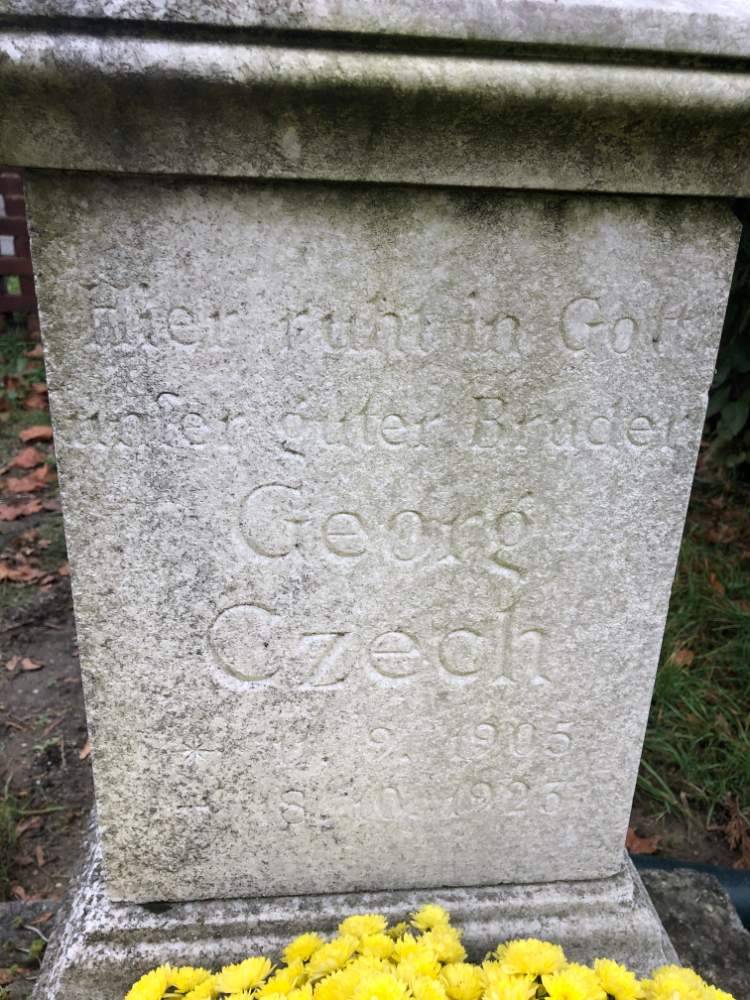 Hier ruht in Gott
unſer guter Bruder
Georg
Czech
* 9. 1905
† 8. 10.